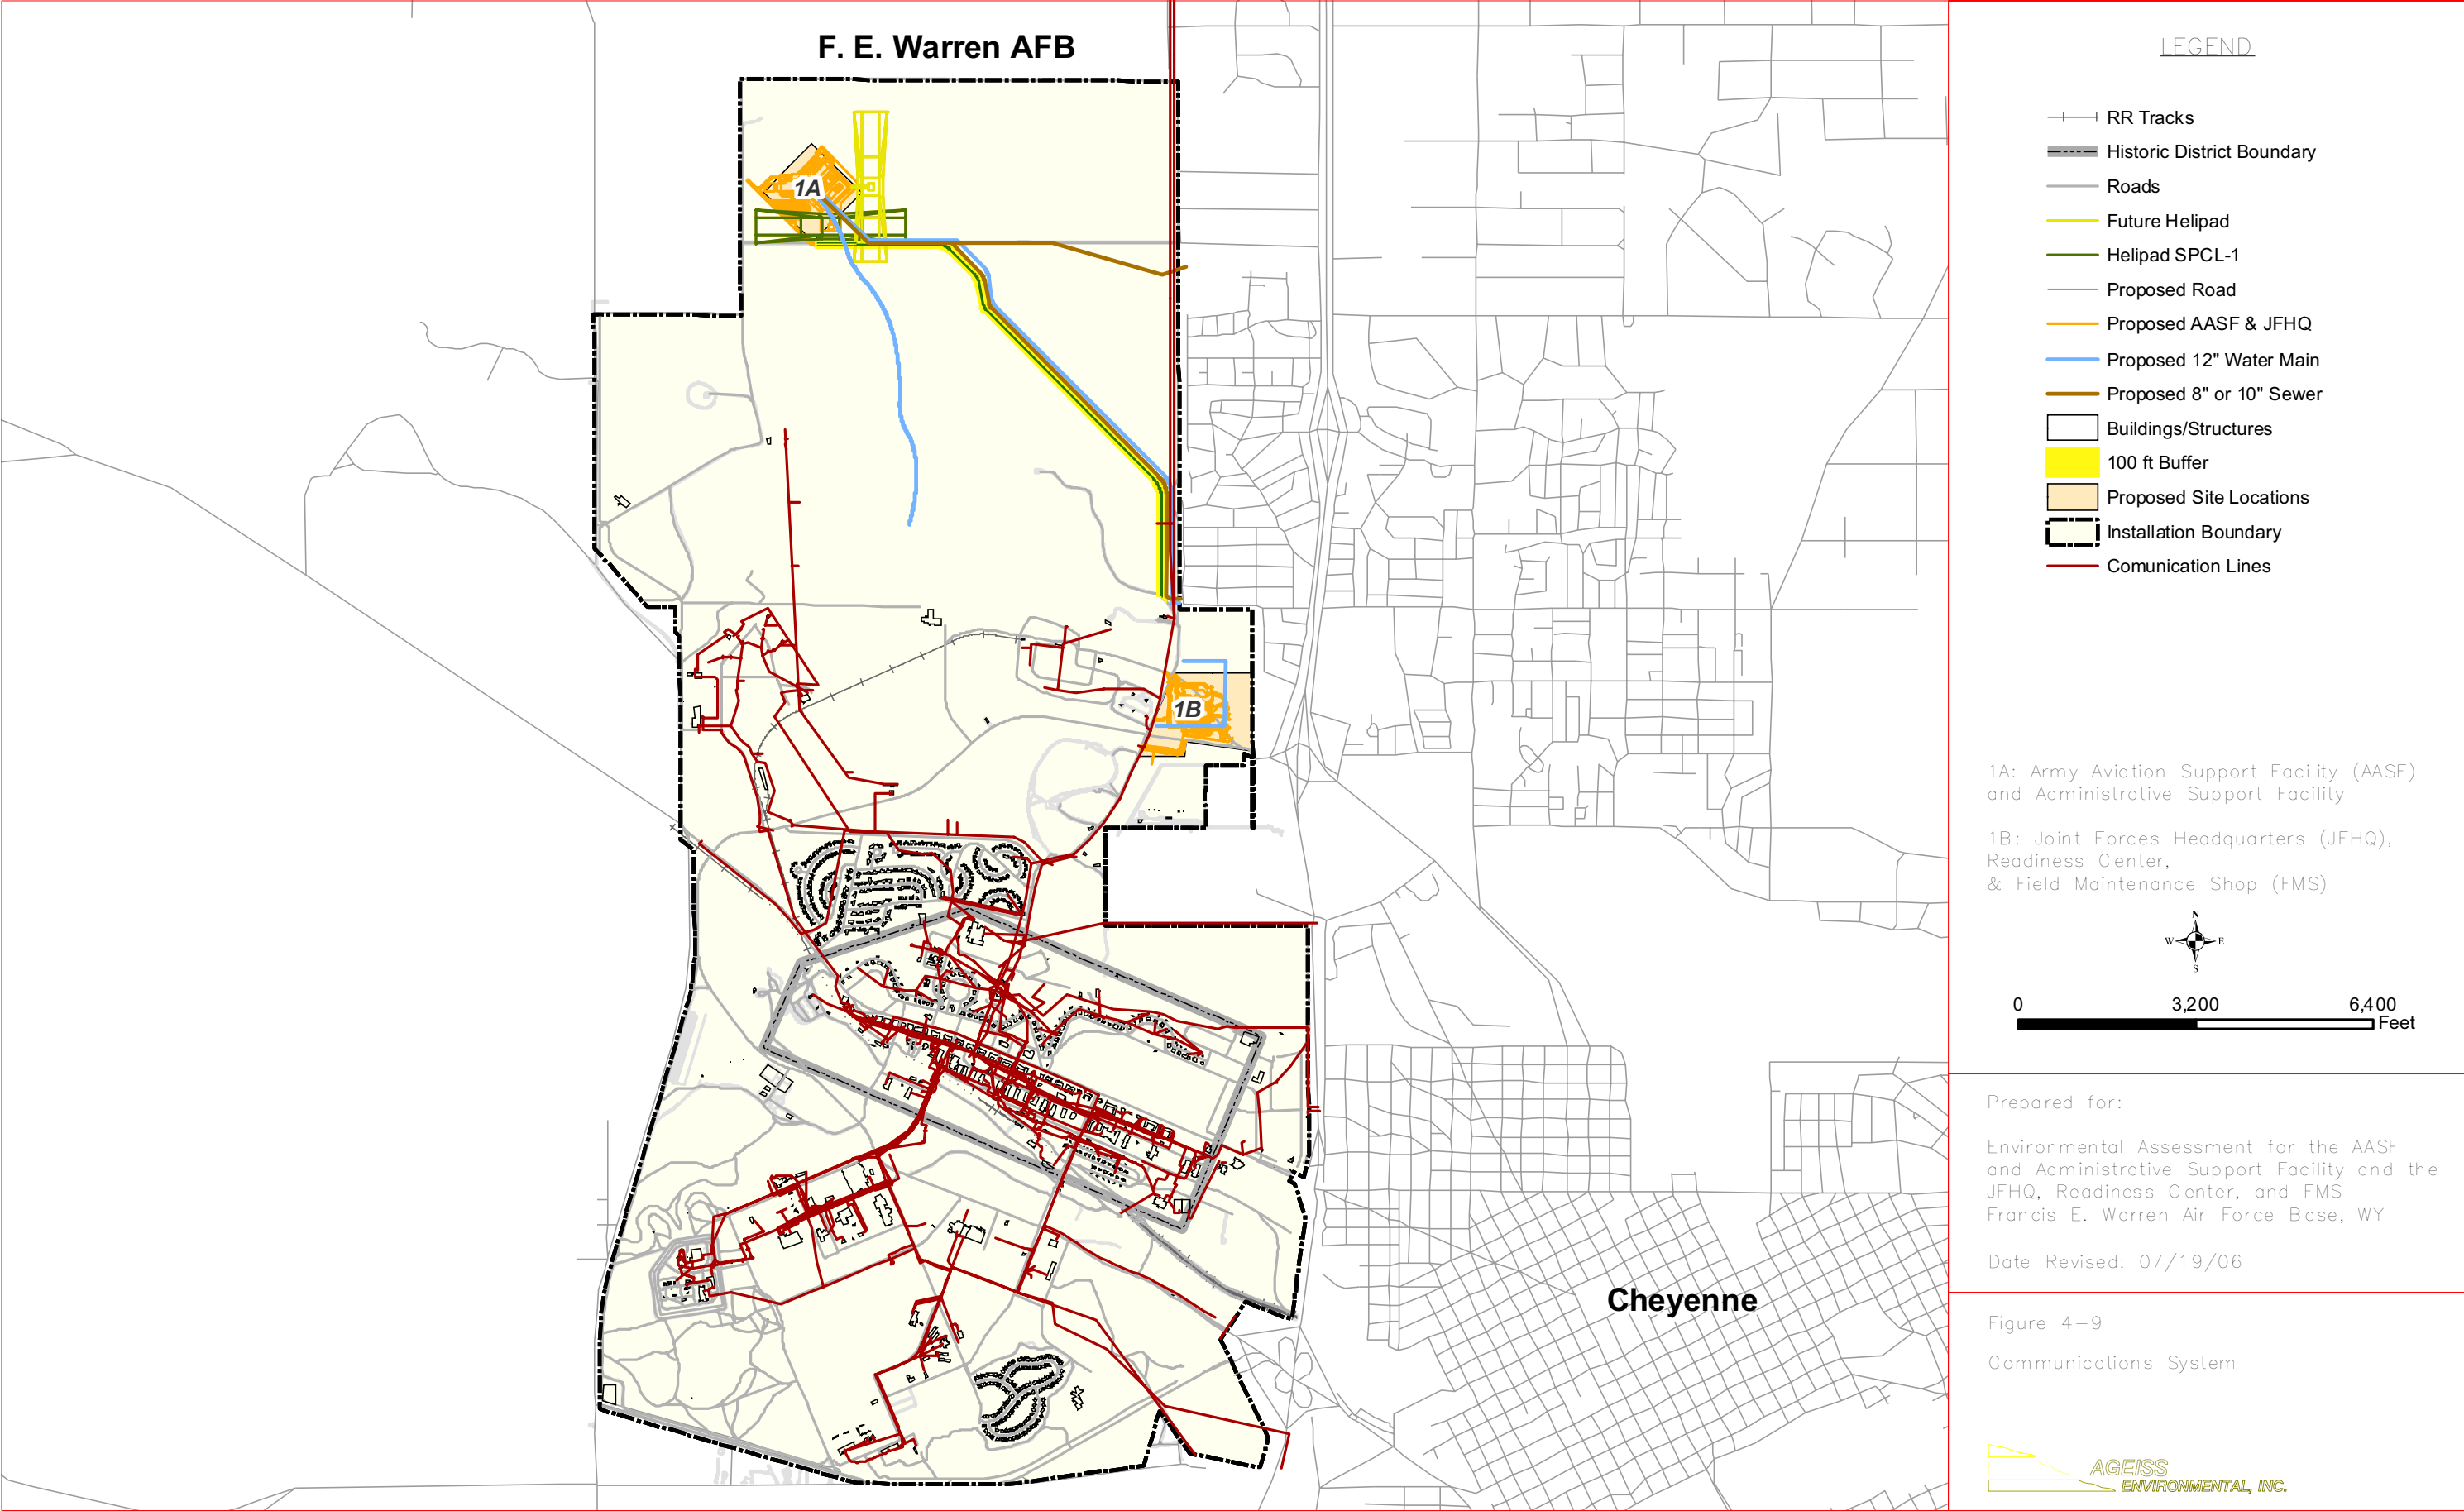 F. E. Warren AFB
1A
1B
Cheyenne
LEGEND
RR Tracks
Historic District Boundary
Roads
Future Helipad
Helipad SPCL-1
Proposed Road
Proposed AASF & JFHQ
Proposed 12" Water Main
Proposed 8" or 10" Sewer
Buildings/Structures
100 ft Buffer
Proposed Site Locations
Installation Boundary
Comunication Lines
1A: Army Aviation Support Facility (AASF)
and Administrative Support Facility
1B: Joint Forces Headquarters (JFHQ),
Readiness Center,
& Field Maintenance Shop (FMS)
N
W E
S
0 3,200 6,400
Feet
Prepared for:
Environmental Assessment for the AASF
and Administrative Support Facility and the
JFHQ, Readiness Center, and FMS
Francis E. Warren Air Force Base, WY
Date Revised: 07/19/06
Figure 4-9
Communications System
AGEISS
ENVIRONMENTAL, INC.